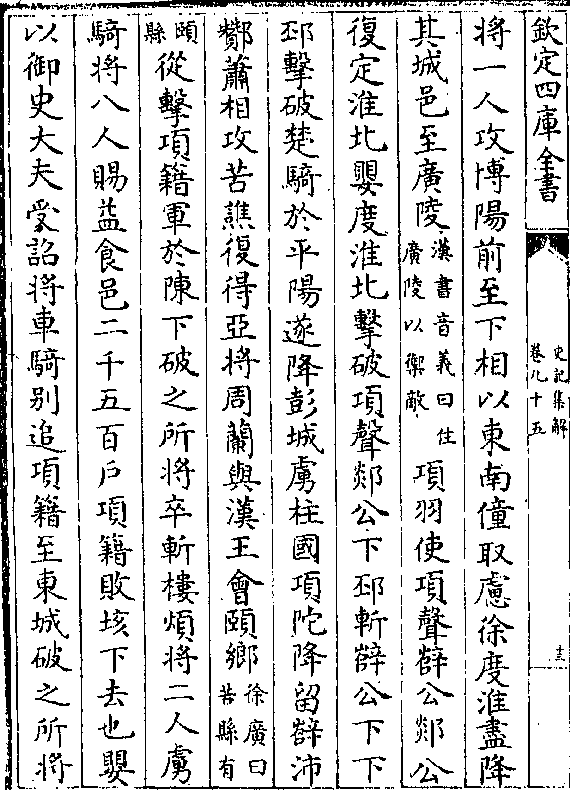 欽定四庫全書
史記集解
卷九十五
十三
將一人攻博陽前至下相以東南僮取慮徐度淮盡降
其城邑至廣陵漢書音義曰住廣陵以禦敵項羽使項聲薛公郯公
復定淮北嬰度淮北擊破項聲郯公下邳斬薛公下下
邳擊破楚騎於平陽遂降彭城虜柱國項陀降留薛沛
酇蕭相攻苦譙復得亞將周蘭與漢王會頤鄉徐廣曰苦縣有
頤縣從擊項籍軍於陳下破之所將卒斬樓煩將二人虜
騎將八人賜益食邑二千五百戶項籍敗垓下去也嬰
以御史大夫受詔將車騎别追項籍至東城破之所將